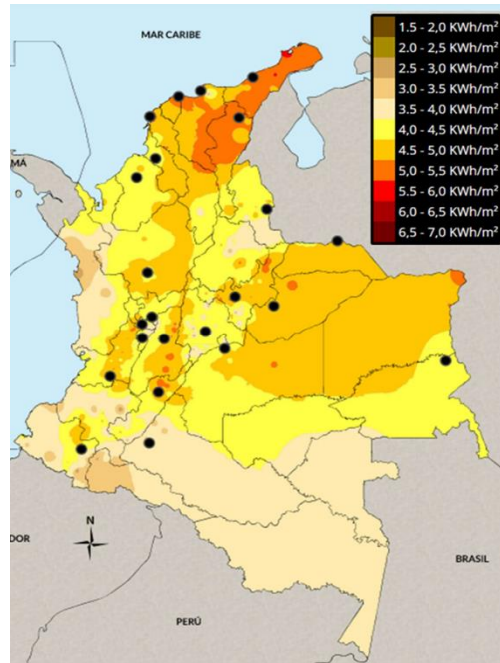 MAR CARIBE
1.5 - 2,0 KWh/m²
2.0 - 2,5 KWh/m²
2.5 - 3,0 KWh/m²
3.0 - 3.5 KWh/m²
3.5 - 4.0 KWh/m²
4.0 - 4,5 KWh/m²
4.5 - 5.0 KWh/m²
5.0 - 5,5 KWh/m²
5.5 - 6.0 KWh/m²
6,0 - 6,5 KWh/m²
6,5 - 7,0 KWh/m²
MÁ
N
DOR
BRASIL
PERÚ